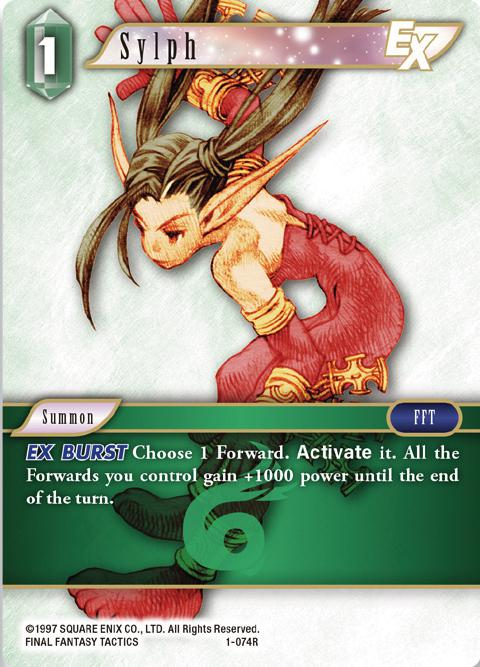 1
Sylph
EX
Summon
FFT
EX BURST Choose 1 Forward. Activate it. All the
Forwards you control gain +1000 power until the end
of the turn.
©1997 SQUARE ENIX CO., LTD. All Rights Reserved.
FINAL FANTASY TACTICS
1-074R